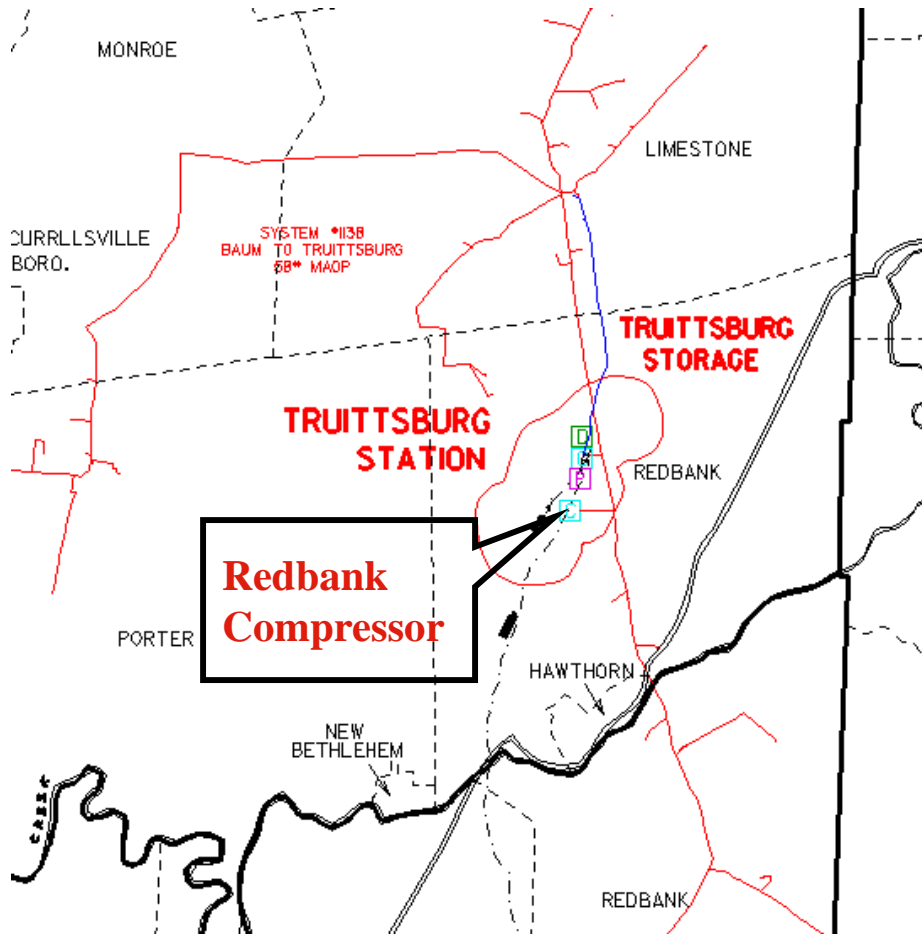 MONROE
LIMESTONE
CURRLLSVILLE
BORO.
SYSTEM #113B
BAUM TO TRUITTSBURG
58# MAOP
TRUITTSBURG
STORAGE
TRUITTSBURG
STATION
D
REDBANK
P
C
Redbank
Compressor
PORTER
HAWTHORN
NEW
BETHLEHEM
REDBANK